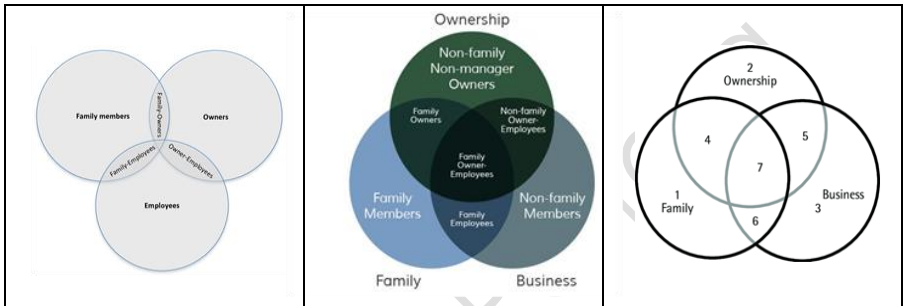 Family members
Family-Owners
Owners
Family-Employees
Owner-Employees
Employees
Ownership
Non-family
Non-manager
Owners
Family
Owners
Non-family
Owner-
Employees
Family
Owner-
Employees
Family
Members
Family
Employees
Non-family
Members
Family
Business
2
Ownership
4
5
7
1
Family
Business
3
6